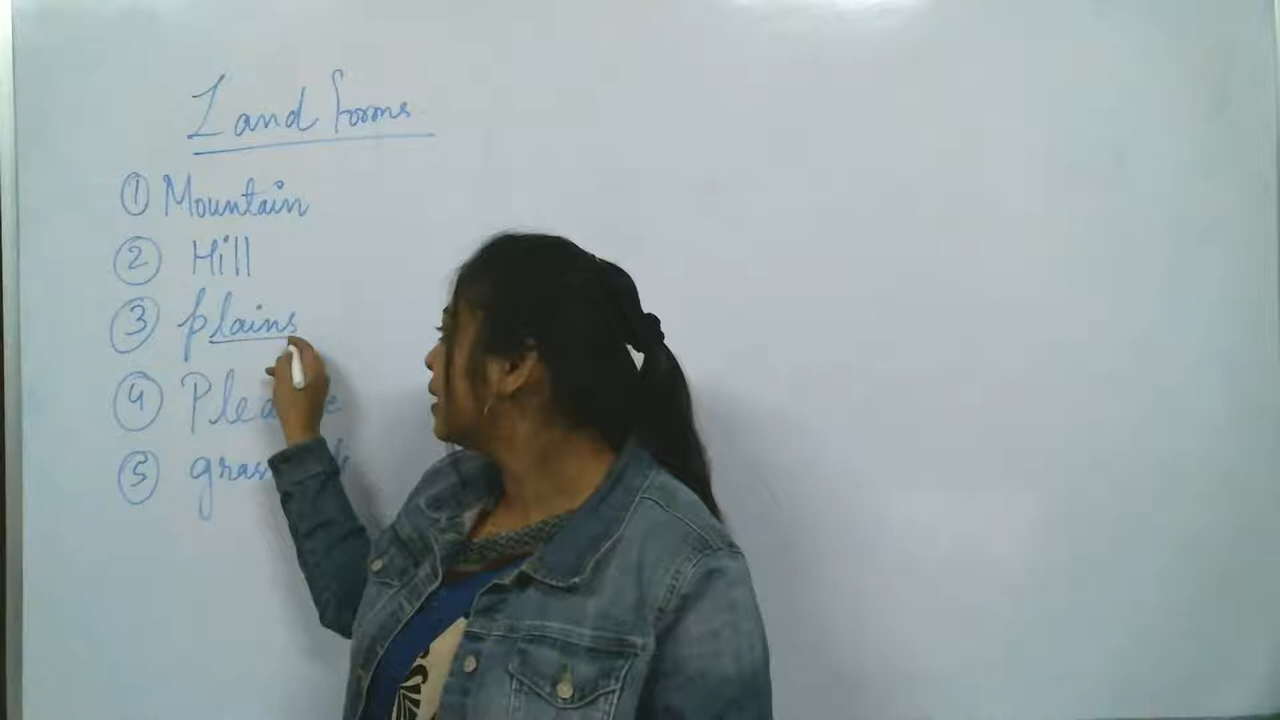 Land forms
① Mountain
② Hill
③ plains
④
⑤